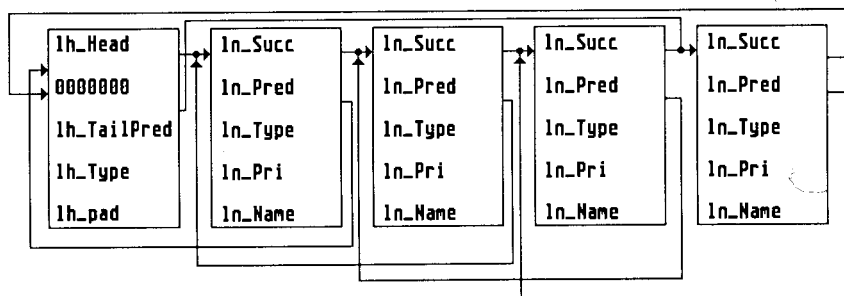 lh_Head
0000000
lh_TailPred
lh_Type
lh_pad
ln_Succ
ln_Pred
ln_Type
ln_Pri
ln_Name
ln_Succ
ln_Pred
ln_Type
ln_Pri
ln_Name
ln_Succ
ln_Pred
ln_Type
ln_Pri
ln_Name
ln_Succ
ln_Pred
ln_Type
ln_Pri
ln_Name